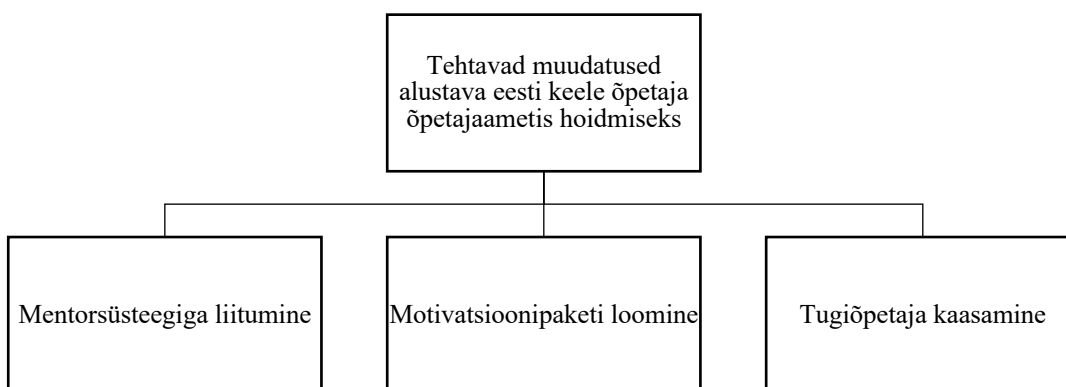 Tehtavad muudatused
alustava eesti keele õpetaja
õpetajaametis hoidmiseks
Mentorsüsteegiga liitumine
Motivatsioonipaketi loomine
Tugiõpetaja kaasamine